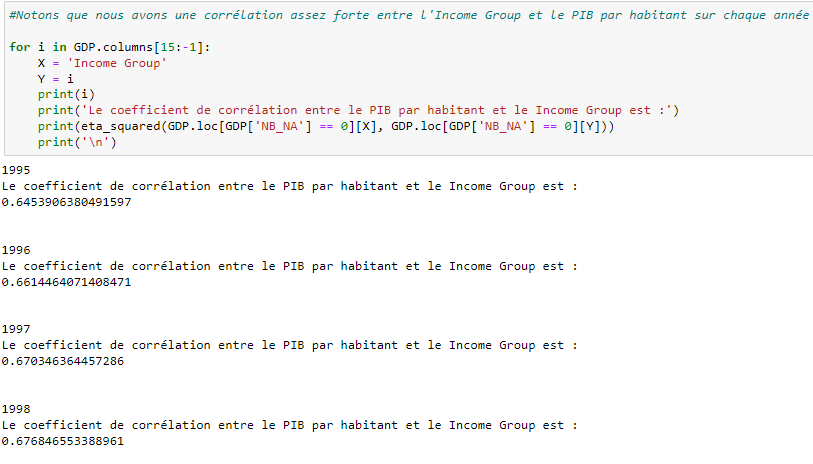 #Notons que nous avons une corrélation assez forte entre l'Income Group et le PIB par habitant sur chaque année
for i in GDP.columns[15:-1]:
    X = 'Income Group'
    Y = i
    print(i)
    print('Le coefficient de corrélation entre le PIB par habitant et le Income Group est :')
    print(eta_squared(GDP.loc[GDP['NB_NA'] == 0][X], GDP.loc[GDP['NB_NA'] == 0][Y]))
    print('\n')
1995
Le coefficient de corrélation entre le PIB par habitant et le Income Group est :
0.6453906380491597
1996
Le coefficient de corrélation entre le PIB par habitant et le Income Group est :
0.6614464071408471
1997
Le coefficient de corrélation entre le PIB par habitant et le Income Group est :
0.670346364457286
1998
Le coefficient de corrélation entre le PIB par habitant et le Income Group est :
0.676846553388961